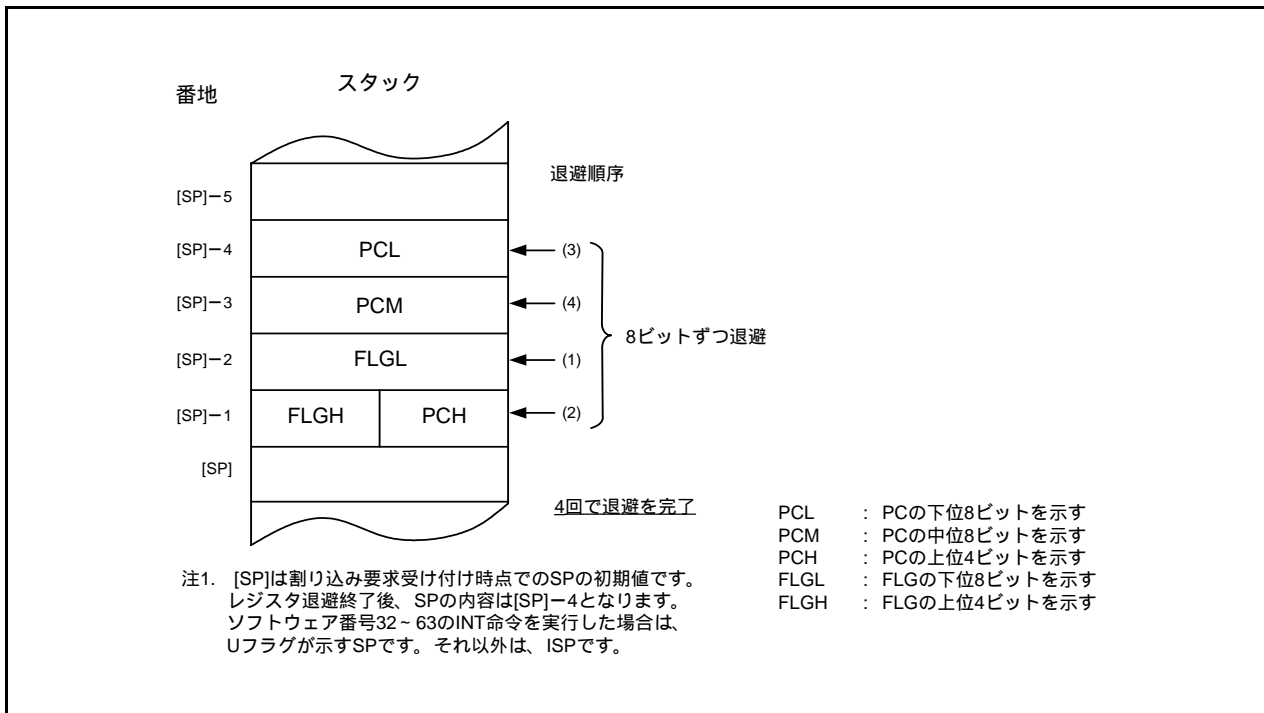 番地
スタック
退避順序
[SP]ー5
[SP]ー4
PCL
(3)
[SP]ー3
PCM
(4)
8ビットずつ退避
[SP]ー2
FLGL
(1)
[SP]ー1
FLGH
PCH
(2)
[SP]
4回で退避を完了
PCL : PCの下位8ビットを示す
PCM : PCの中位8ビットを示す
PCH : PCの上位4ビットを示す
FLGL : FLGの下位8ビットを示す
FLGH : FLGの上位4ビットを示す
注1. [SP]は割り込み要求受け付け時点でのSPの初期値です。
レジスタ退避終了後、SPの内容は[SP]ー4となります。
ソフトウェア番号32~63のINT命令を実行した場合は、
Uフラグが示すSPです。それ以外は、ISPです。